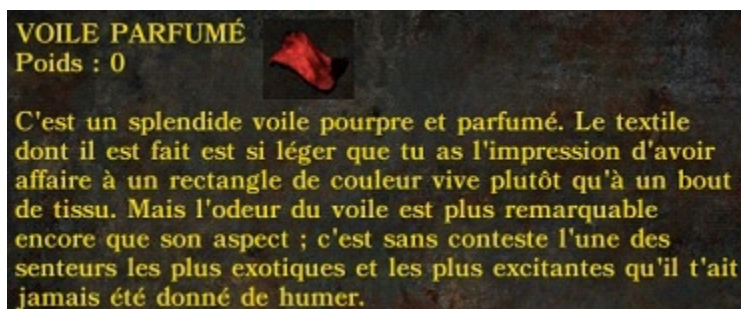 VOILE PARFUMÉ
Poids : 0
C'est un splendide voile pourpre et parfumé. Le textile
dont il est fait est si léger que tu as l'impression d'avoir
affaire à un rectangle de couleur vive plutôt qu'à un bout
de tissu. Mais l'odeur du voile est plus remarquable
encore que son aspect ; c'est sans conteste l'une des
senteurs les plus exotiques et les plus excitantes qu'il t'ait
jamais été donné de humer.